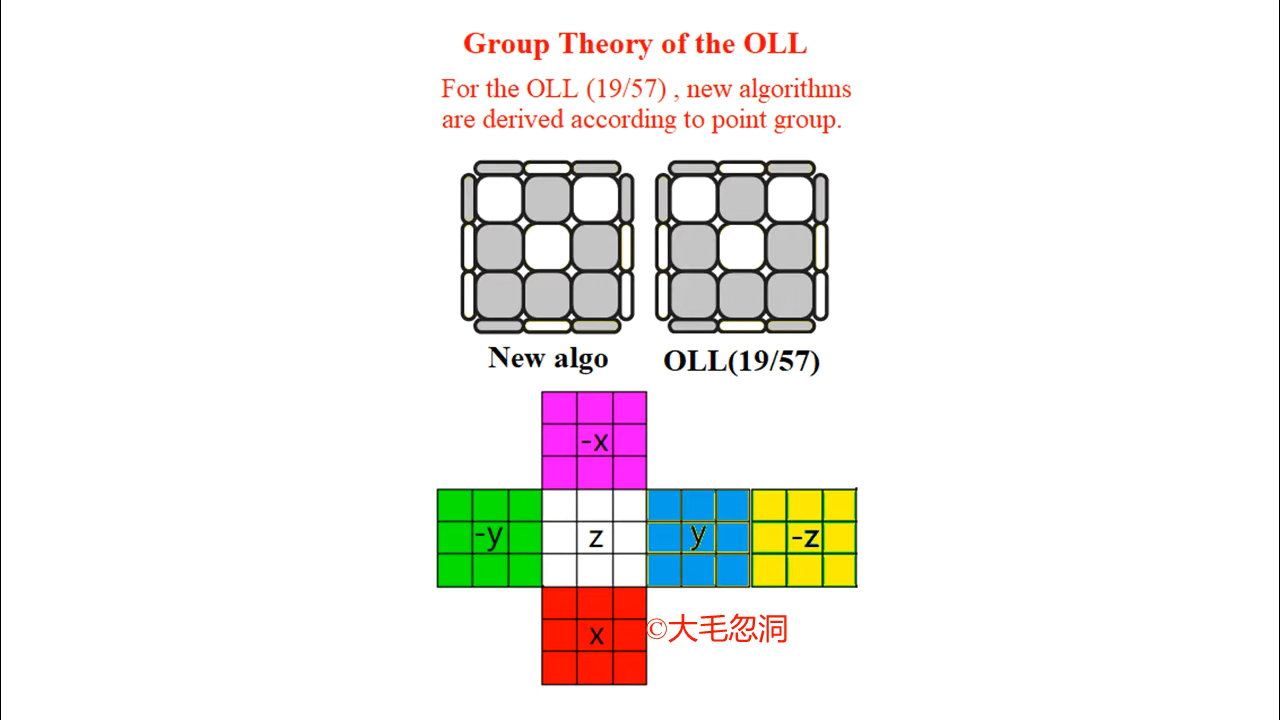 Group Theory of the OLL
For the OLL (19/57) , new algorithms
are derived according to point group.
New algo
OLL(19/57)
-x
-y
z
y
-z
x
©大毛忽洞